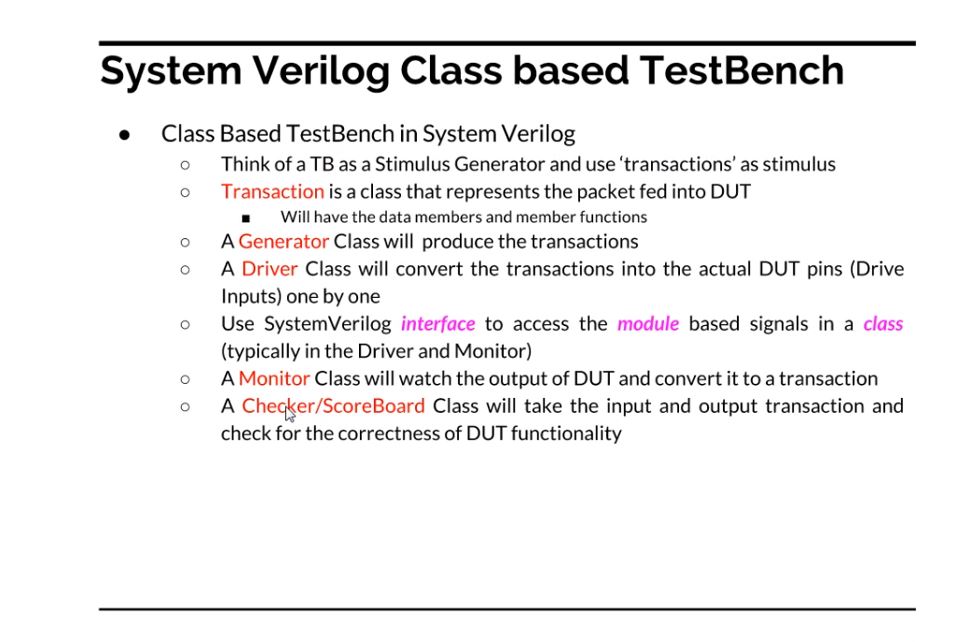 System Verilog Class based TestBench
● Class Based TestBench in System Verilog
○ Think of a TB as a Stimulus Generator and use ‘transactions’ as stimulus
○ Transaction is a class that represents the packet fed into DUT
■ Will have the data members and member functions
○ A Generator Class will produce the transactions
○ A Driver Class will convert the transactions into the actual DUT pins (Drive
Inputs) one by one
○ Use SystemVerilog interface to access the module based signals in a class
(typically in the Driver and Monitor)
○ A Monitor Class will watch the output of DUT and convert it to a transaction
○ A Checker/ScoreBoard Class will take the input and output transaction and
check for the correctness of DUT functionality